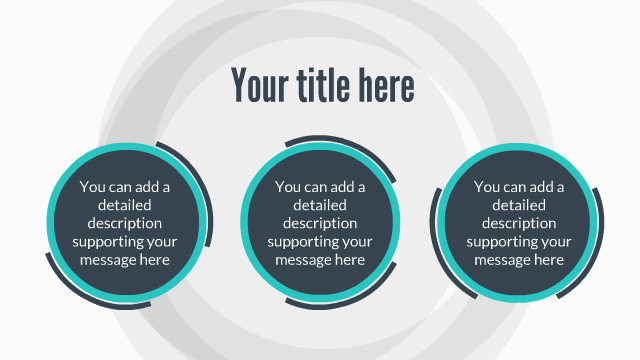 Your title here
You can add a
detailed
description
supporting your
message here
You can add a
detailed
description
supporting your
message here
You can add a
detailed
description
supporting your
message here